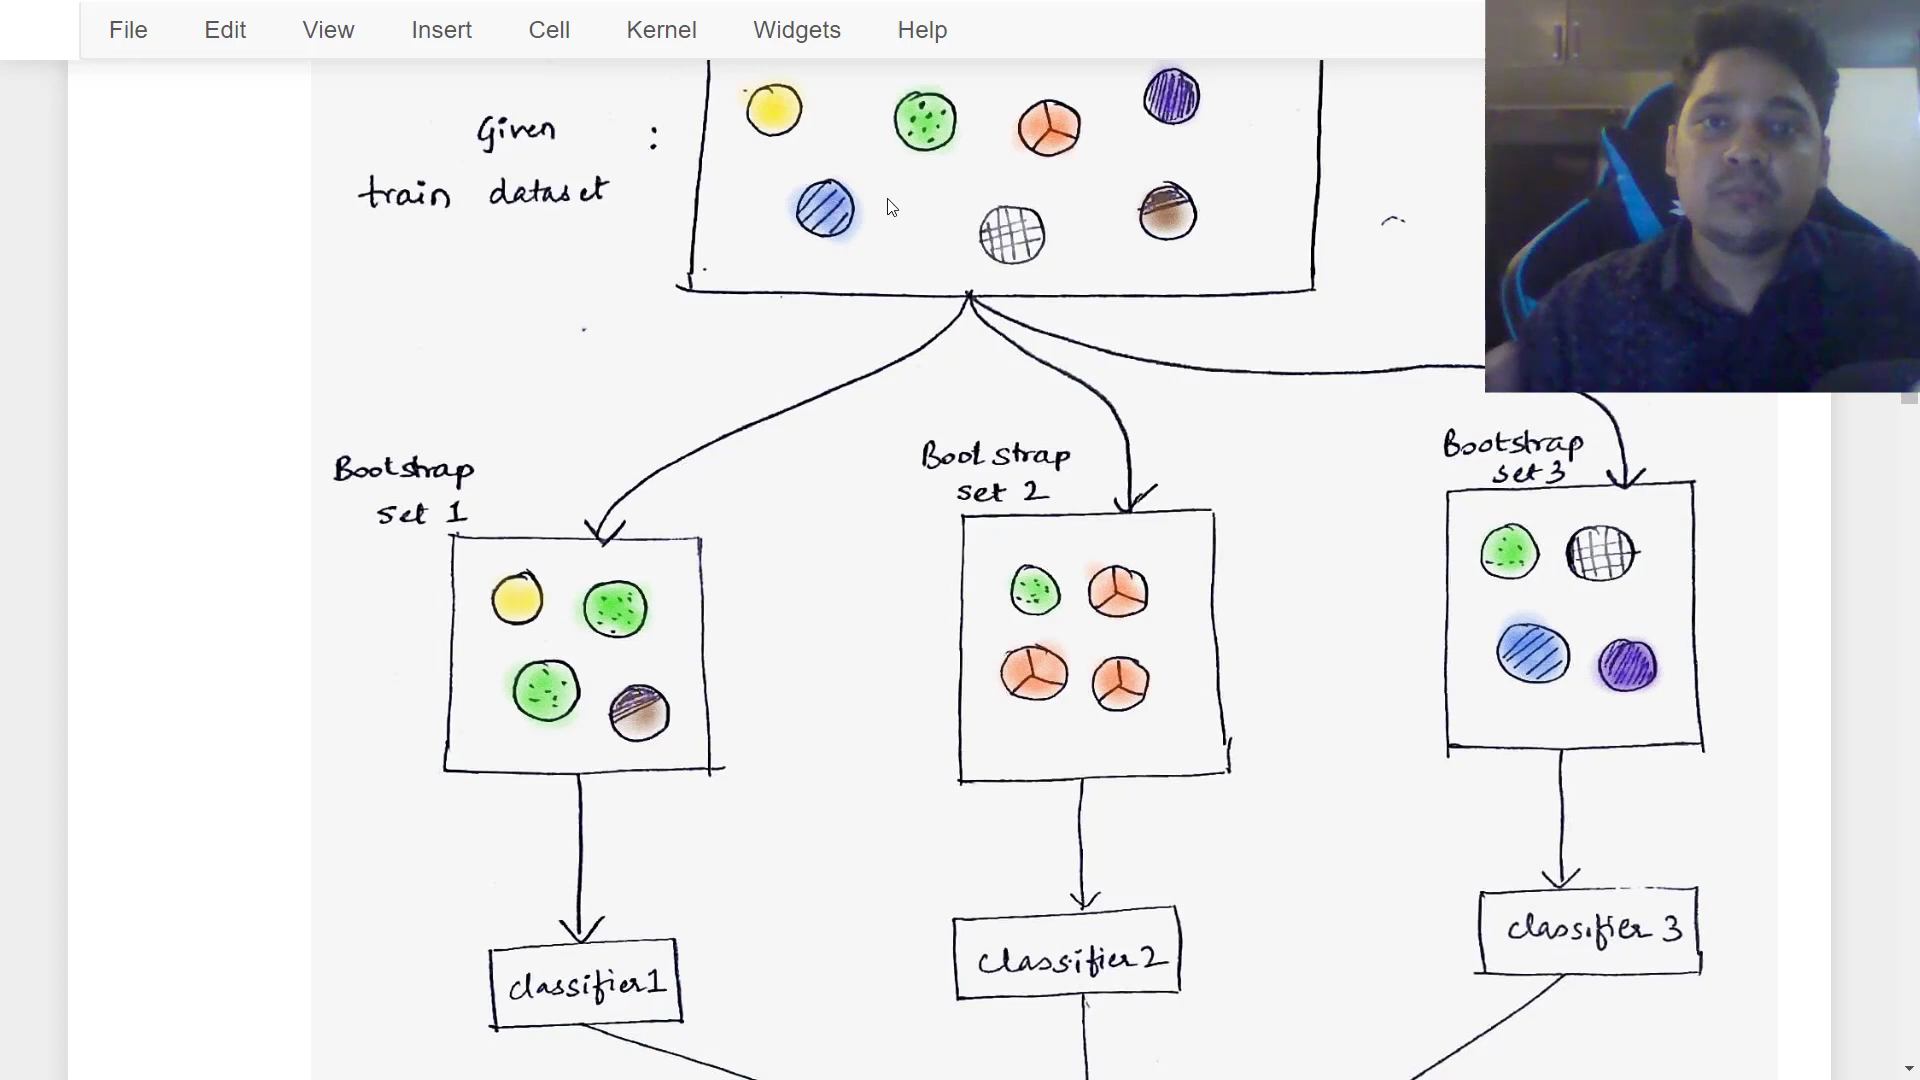 File Edit View Insert Cell Kernel Widgets Help
Given :
train dataset
Bootstrap
set 1
Bootstrap
set 2
Bootstrap
set 3
classifier1
classifier2
classifier 3